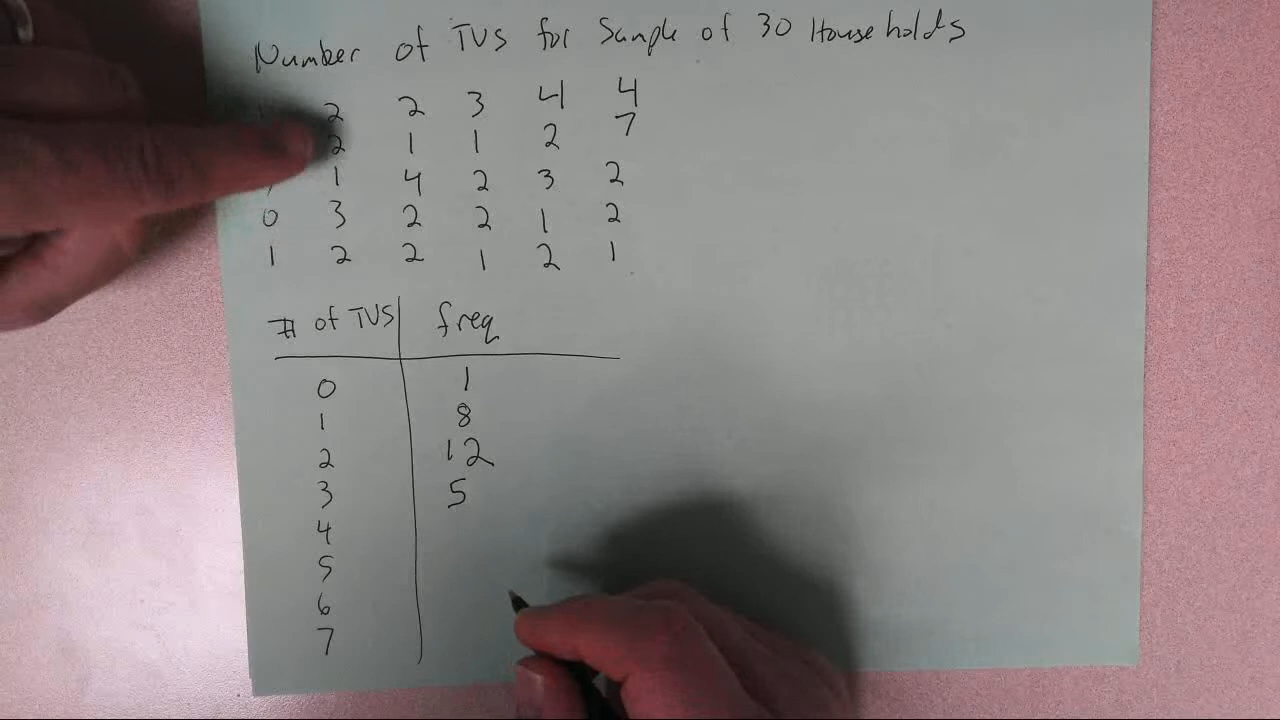 Number of TVS for Sample of 30 Households
2 2 3 4 4
2 1 1 2 7
1 4 2 3 2
0 3 2 2 1 2
1 2 2 1 2 1
# of TVS freq
0 1
1 8
2 12
3 5
4
5
6
7